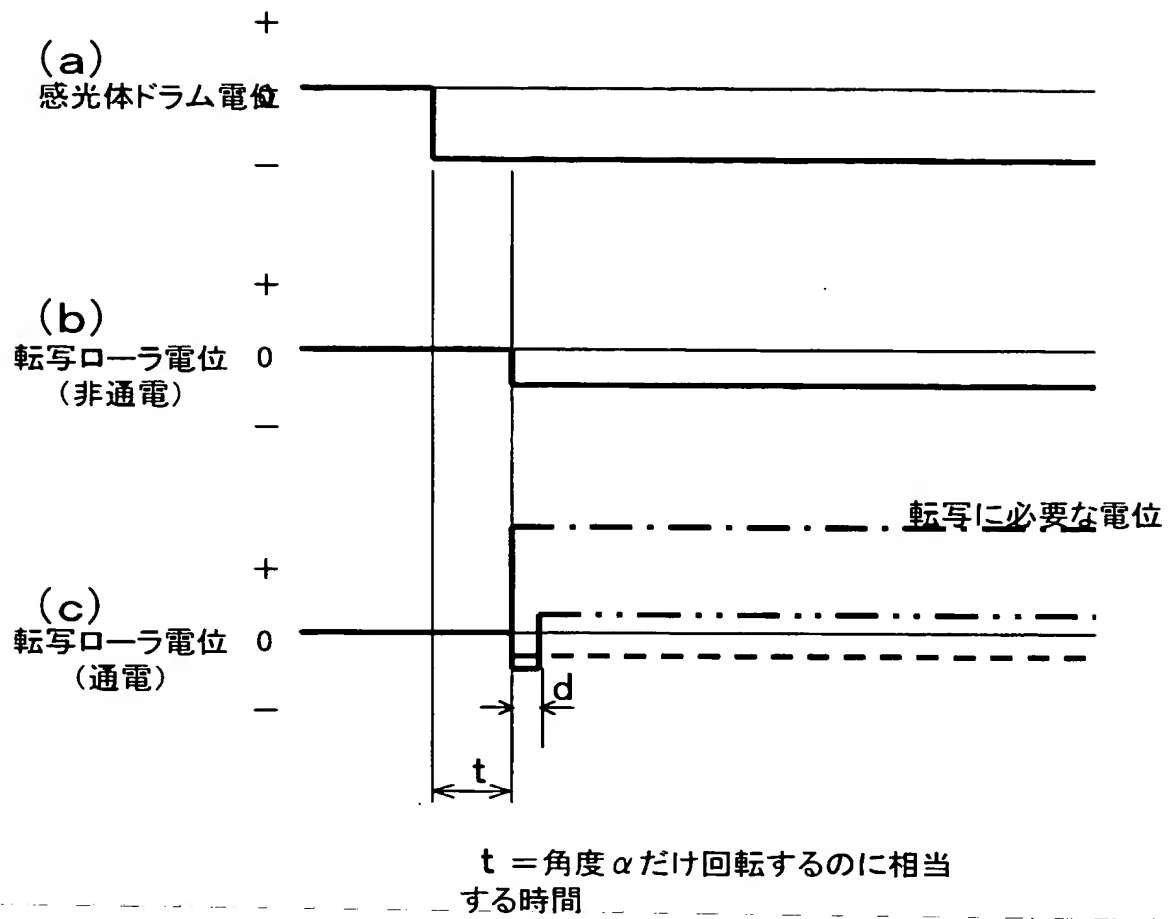 +
(a)
感光体ドラム電位 0
−
+
(b)
転写ローラ電位 0
(非通電)
−
転写に必要な電位
+
(c)
転写ローラ電位 0
(通電)
d
−
t
t =角度αだけ回転するのに相当
する時間